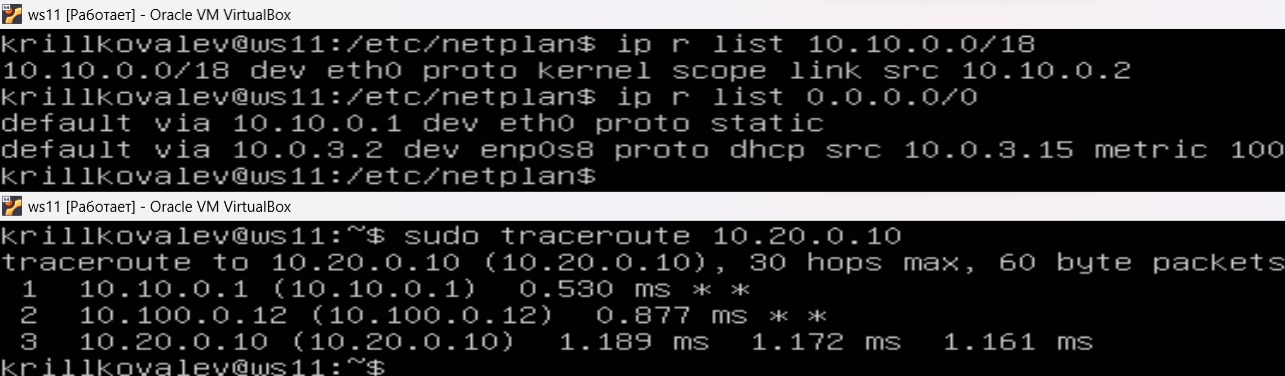 ws11 [Работает] - Oracle VM VirtualBox
krillkovalev@ws11:/etc/netplan$ ip r list 10.10.0.0/18
10.10.0.0/18 dev eth0 proto kernel scope link src 10.10.0.2
krillkovalev@ws11:/etc/netplan$ ip r list 0.0.0.0/0
default via 10.10.0.1 dev eth0 proto static
default via 10.0.3.2 dev enp0s8 proto dhcp src 10.0.3.15 metric 100
krillkovalev@ws11:/etc/netplan$
ws11 [Работает] - Oracle VM VirtualBox
krillkovalev@ws11:~$ sudo traceroute 10.20.0.10
traceroute to 10.20.0.10 (10.20.0.10), 30 hops max, 60 byte packets
1 10.10.0.1 (10.10.0.1) 0.530 ms * *
2 10.100.0.12 (10.100.0.12) 0.877 ms * *
3 10.20.0.10 (10.20.0.10) 1.189 ms 1.172 ms 1.161 ms
krillkovalev@ws11:~$